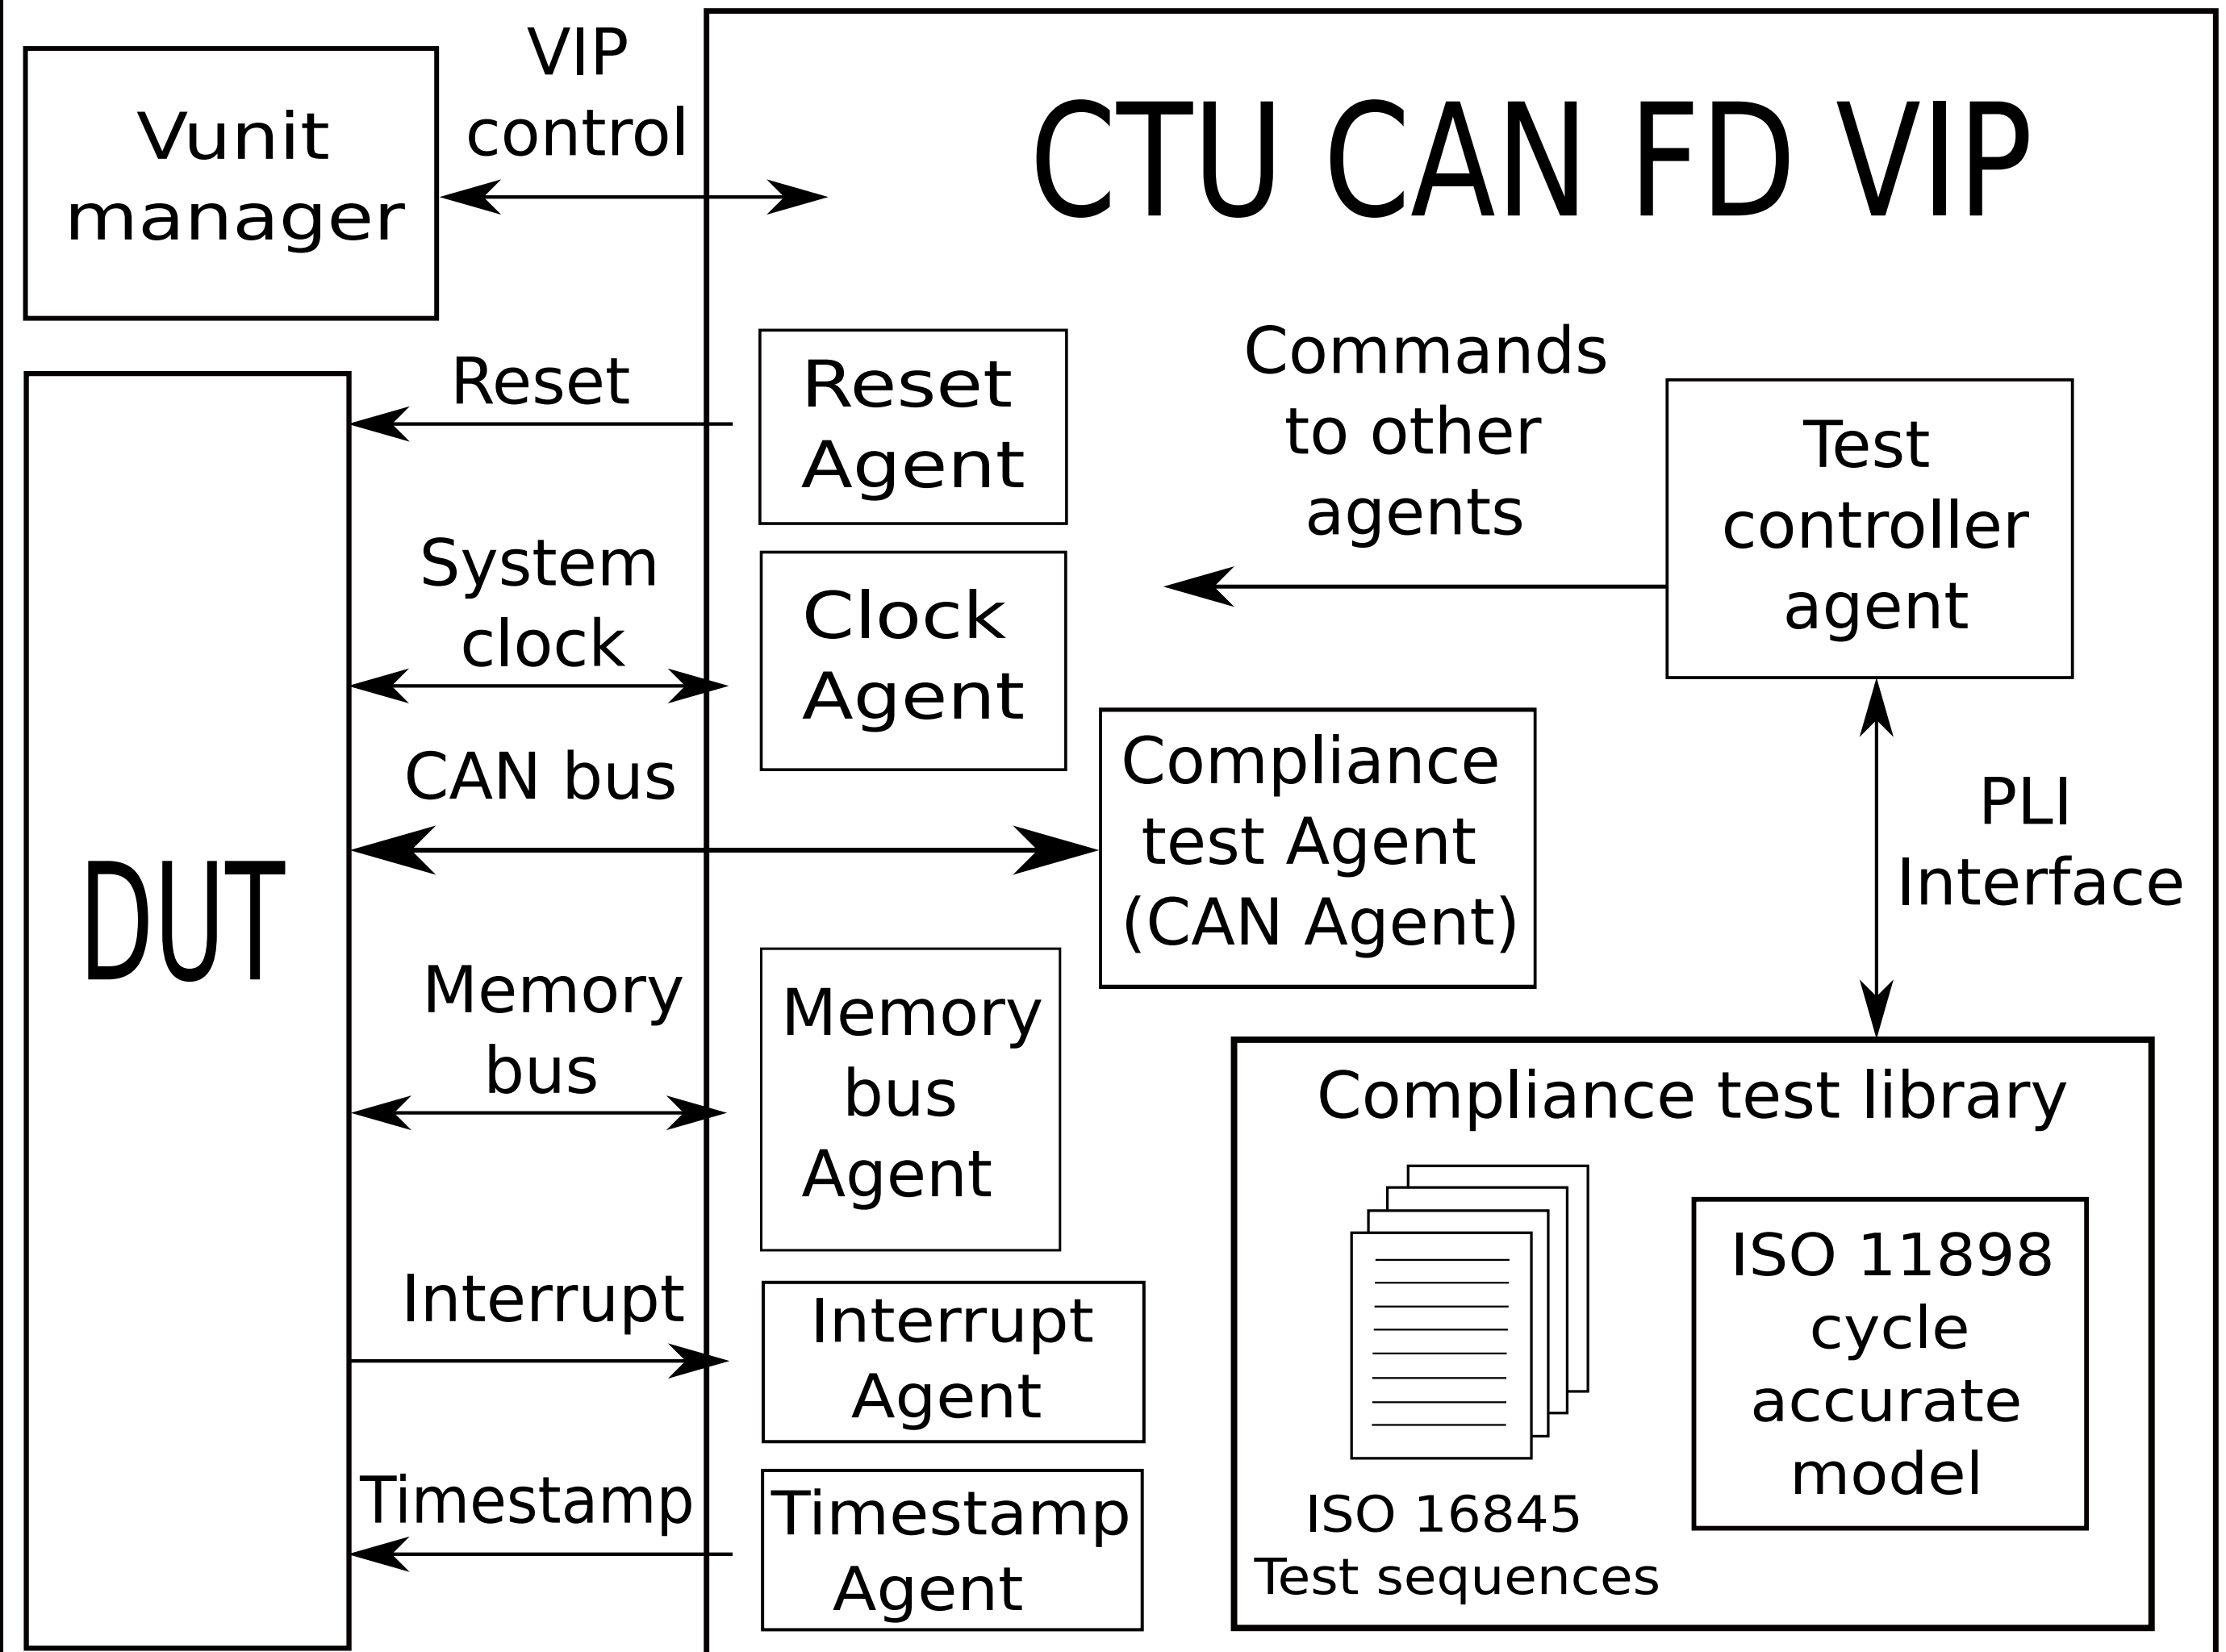 VIP
control
Vunit
manager
CTU CAN FD VIP
Reset
Reset
Agent
Commands
to other
agents
Test
controller
agent
System
clock
Clock
Agent
CAN bus
Compliance
test Agent
(CAN Agent)
PLI
Interface
DUT
Memory
bus
Memory
bus
Agent
Compliance test library
Interrupt
Interrupt
Agent
ISO 11898
cycle
accurate
model
Timestamp
Timestamp
Agent
ISO 16845
Test sequences